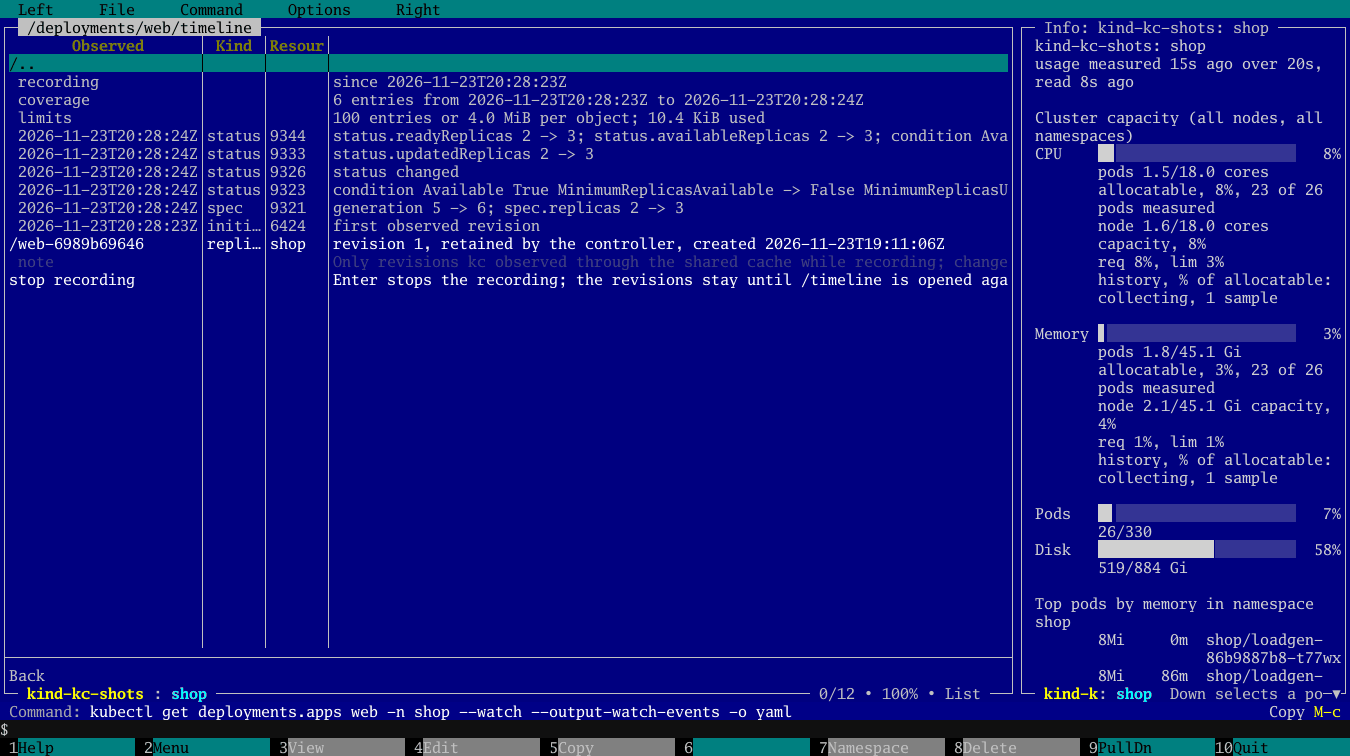 Left File Command Options Right
/deployments/web/timeline
Observed Kind Resour
/..
recording since 2026-11-23T20:28:23Z
coverage 6 entries from 2026-11-23T20:28:23Z to 2026-11-23T20:28:24Z
limits 100 entries or 4.0 MiB per object; 10.4 KiB used
2026-11-23T20:28:24Z status 9344 status.readyReplicas 2 -> 3; status.availableReplicas 2 -> 3; condition Ava
2026-11-23T20:28:24Z status 9333 status.updatedReplicas 2 -> 3
2026-11-23T20:28:24Z status 9326 status changed
2026-11-23T20:28:24Z status 9323 condition Available True MinimumReplicasAvailable -> False MinimumReplicasU
2026-11-23T20:28:24Z spec 9321 generation 5 -> 6; spec.replicas 2 -> 3
2026-11-23T20:28:23Z initi… 6424 first observed revision
/web-6989b69646 repli… shop revision 1, retained by the controller, created 2026-11-23T19:11:06Z
note Only revisions kc observed through the shared cache while recording; change
stop recording Enter stops the recording; the revisions stay until /timeline is opened aga
Back
kind-kc-shots : shop 0/12 • 100% • List
Info: kind-kc-shots: shop
kind-kc-shots: shop
usage measured 15s ago over 20s,
read 8s ago
Cluster capacity (all nodes, all
namespaces)
CPU 8%
pods 1.5/18.0 cores
allocatable, 8%, 23 of 26
pods measured
node 1.6/18.0 cores
capacity, 8%
req 8%, lim 3%
history, % of allocatable:
collecting, 1 sample
Memory 3%
pods 1.8/45.1 Gi
allocatable, 3%, 23 of 26
pods measured
node 2.1/45.1 Gi capacity,
4%
req 1%, lim 1%
history, % of allocatable:
collecting, 1 sample
Pods 7%
26/330
Disk 58%
519/884 Gi
Top pods by memory in namespace
shop
8Mi 0m shop/loadgen-
86b9887b8-t77wx
8Mi 86m shop/loadgen-
kind-k: shop Down selects a po ▼
Command: kubectl get deployments.apps web -n shop --watch --output-watch-events -o yaml Copy M-c
$
1Help 2Menu 3View 4Edit 5Copy 6 7Namespace 8Delete 9PullDn 10Quit